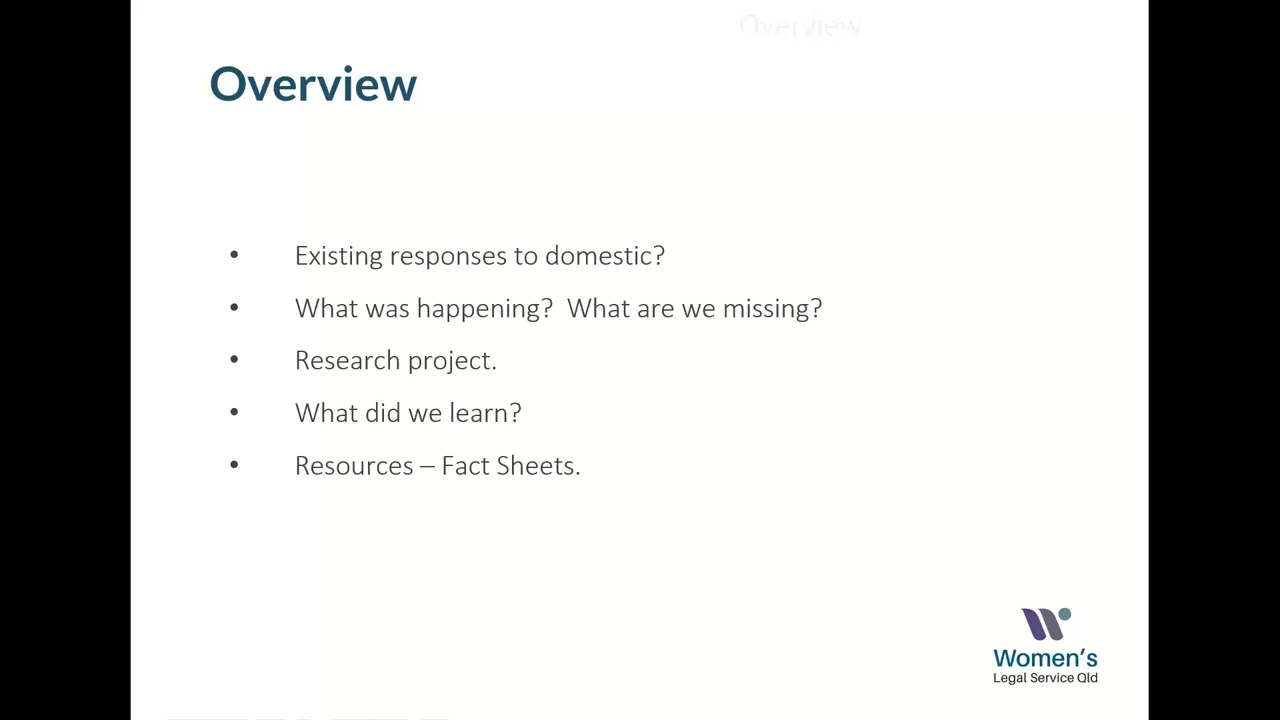 Overview
Overview
• Existing responses to domestic?
• What was happening?  What are we missing?
• Research project.
• What did we learn?
• Resources – Fact Sheets.
Women's
Legal Service Qld